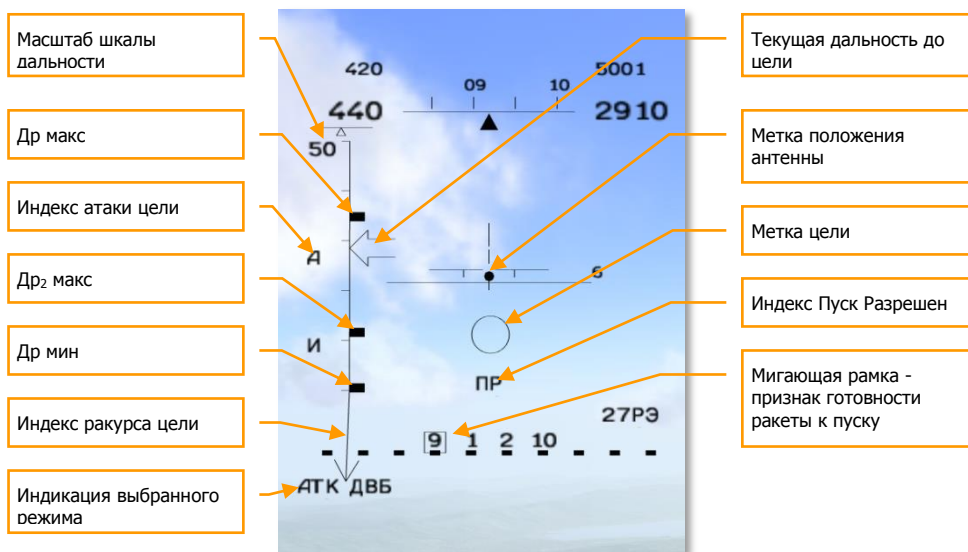 Масштаб шкалы
дальности
Др макс
Индекс атаки цели
Др₂ макс
Др мин
Индекс ракурса цели
Индикация выбранного
режима
420
5001
09 10
440
2910
50
А
6
И
ПР
27РЭ
9 1 2 10
АТК ДВБ
Текущая дальность до
цели
Метка положения
антенны
Метка цели
Индекс Пуск Разрешен
Мигающая рамка -
признак готовности
ракеты к пуску